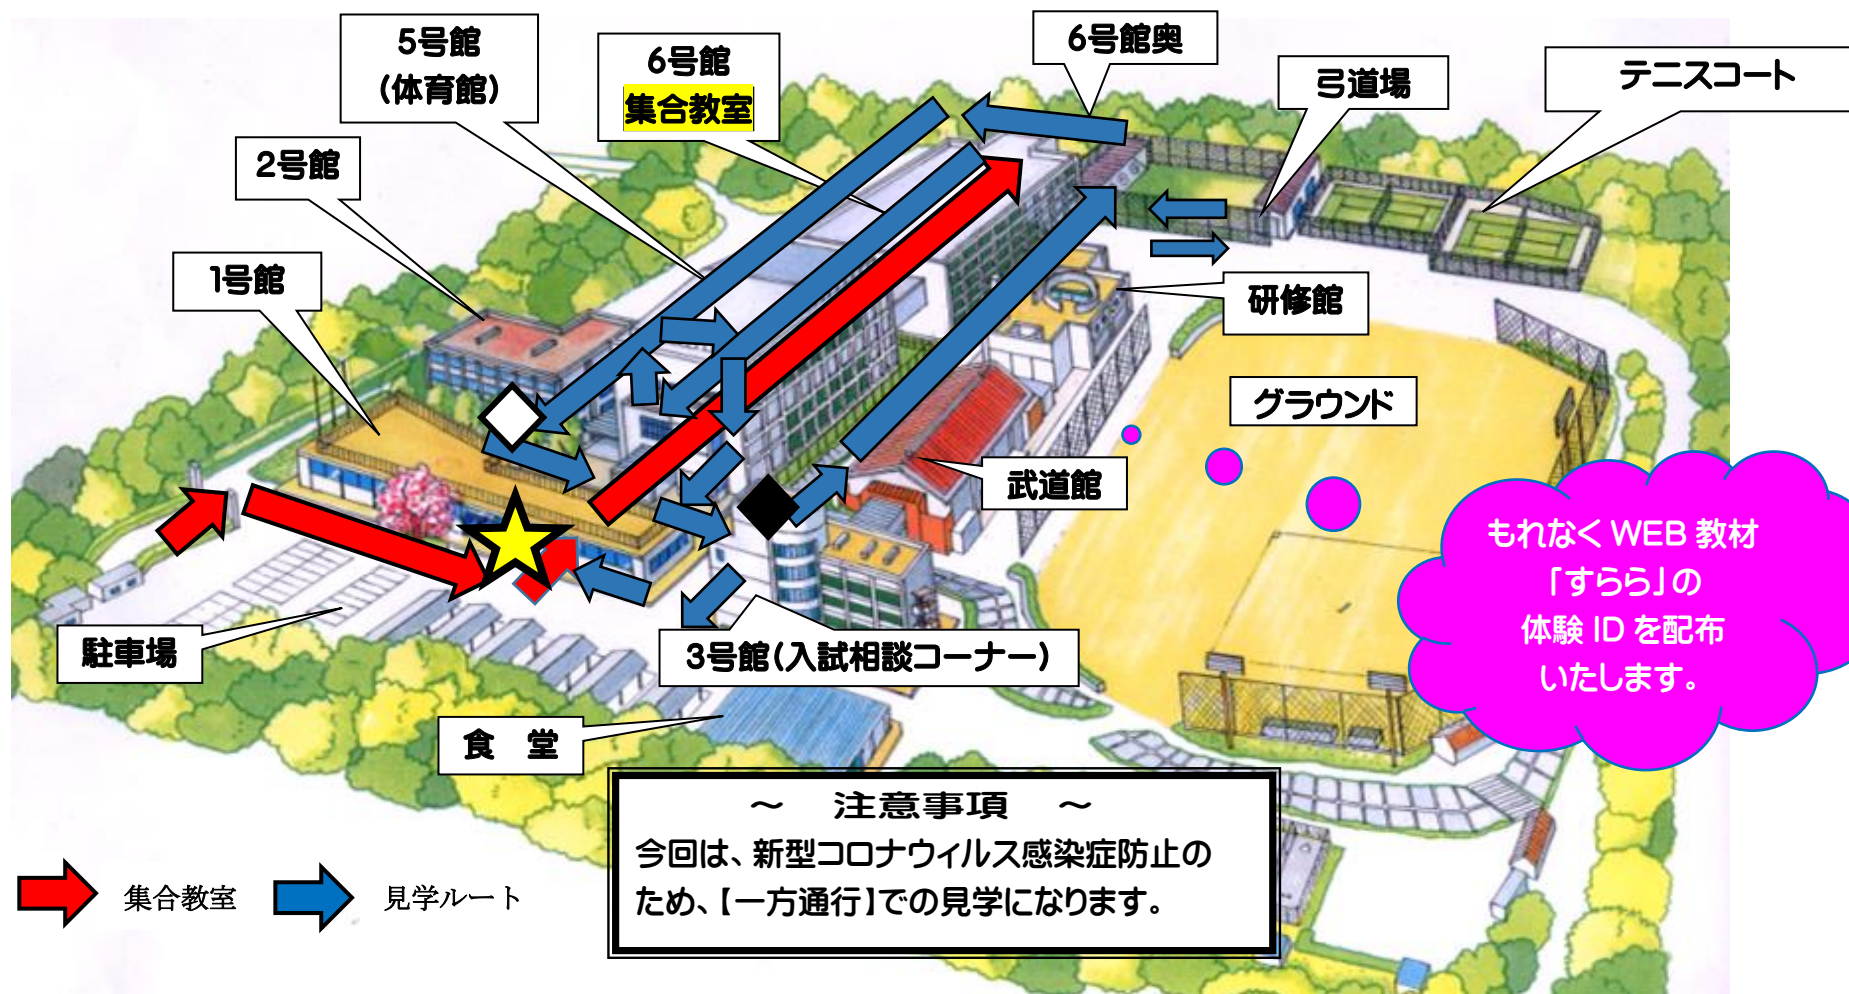 5号館
(体育館)
6号館
集合教室
6号館奥
弓道場
テニスコート
2号館
1号館
研修館
グラウンド
武道館
もれなく WEB 教材
「すらら」の
体験 ID を配布
いたします。
駐車場
3号館(入試相談コーナー)
食　堂
～　注意事項　～
今回は、新型コロナウィルス感染症防止の
ため、【一方通行】での見学になります。
集合教室
見学ルート